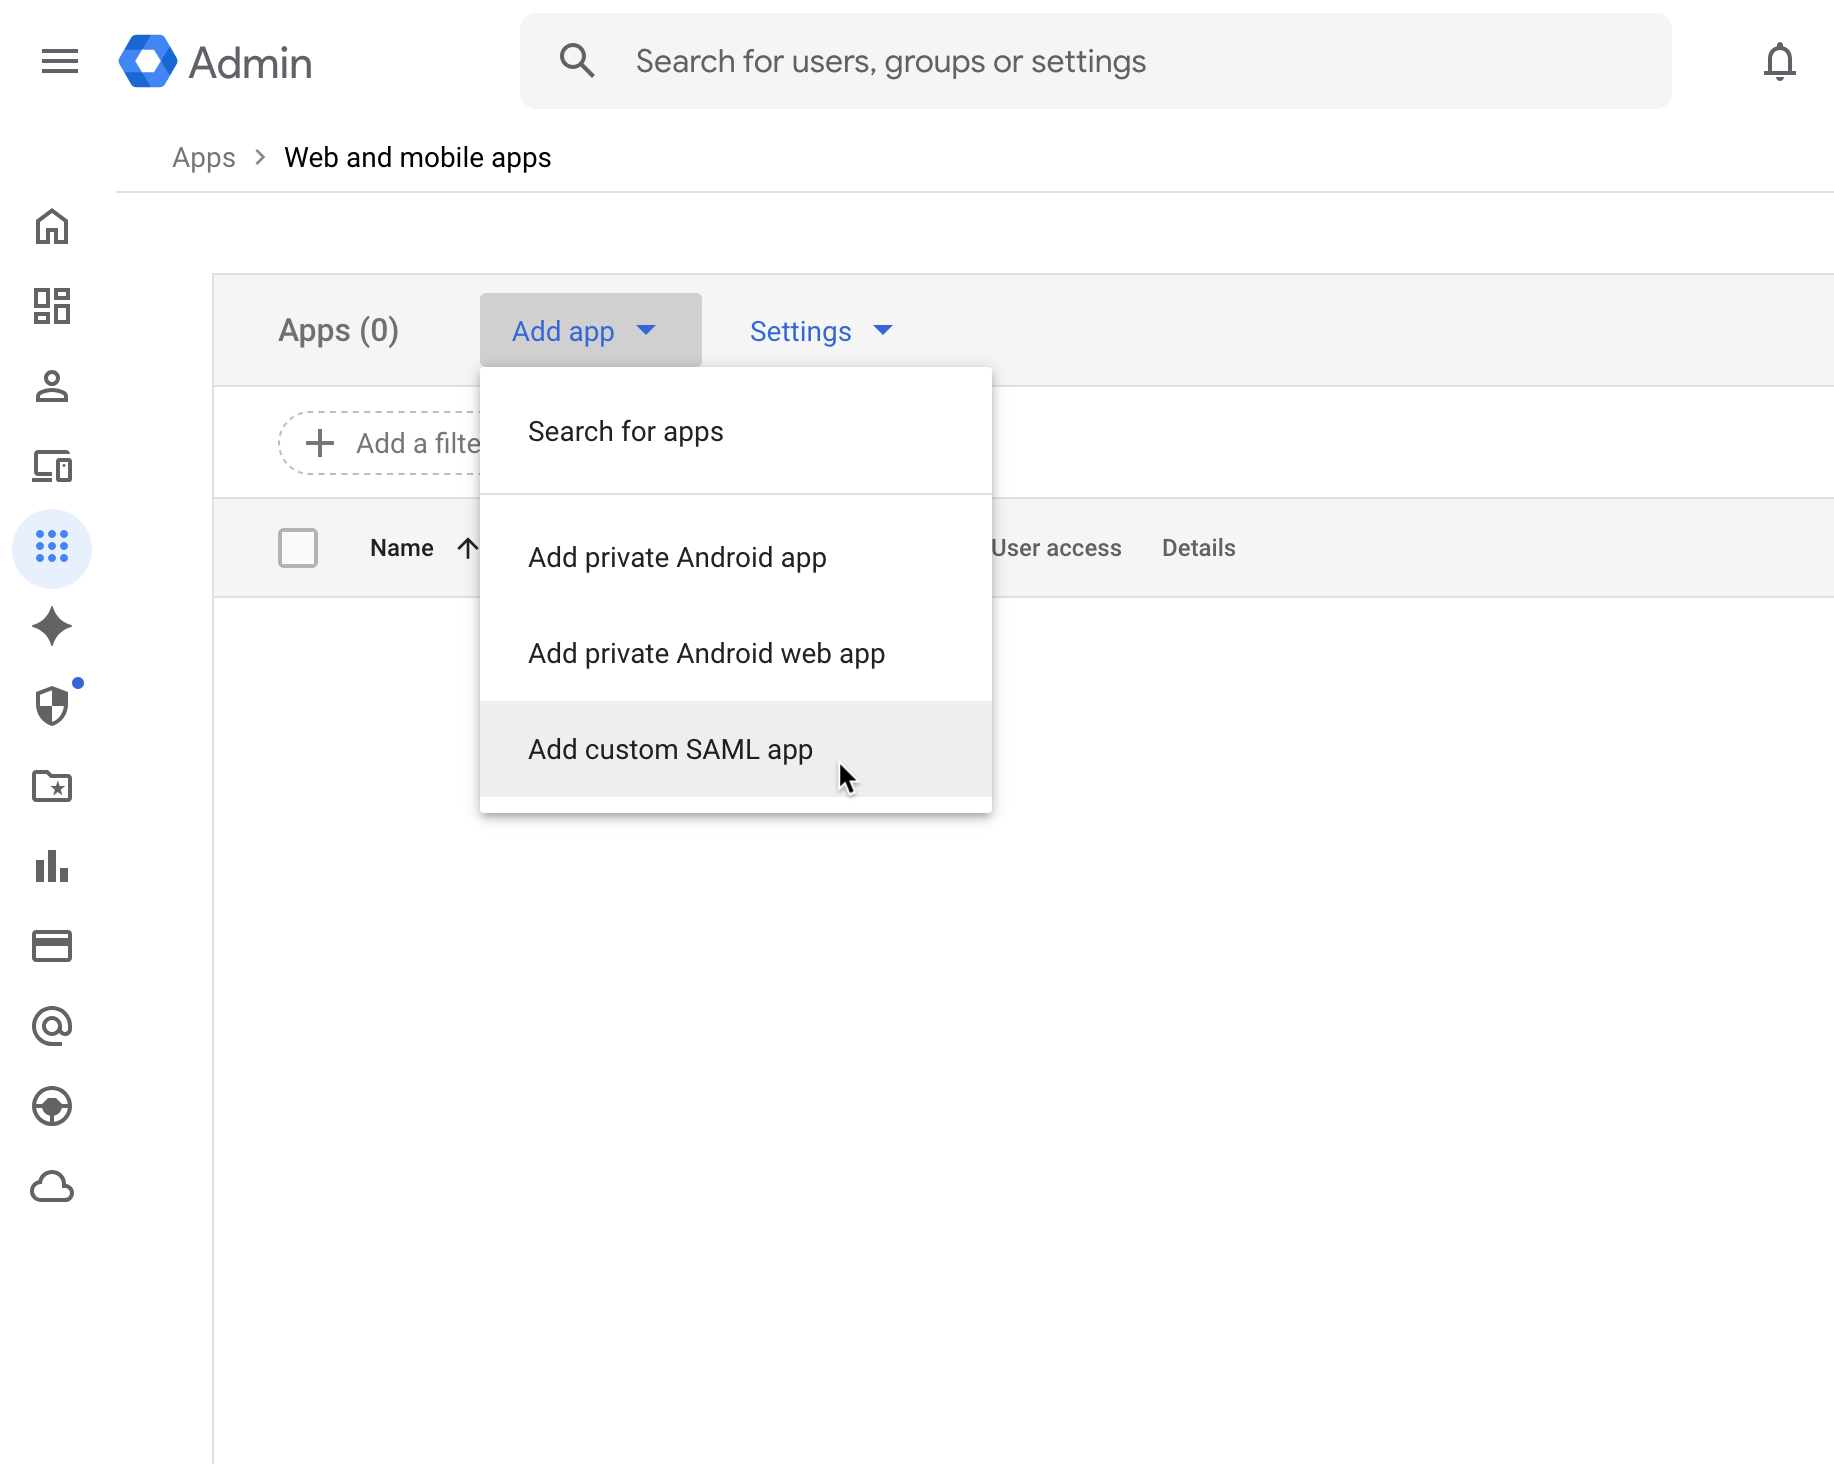 Admin
Search for users, groups or settings
Apps > Web and mobile apps
Apps (0)
Add app
Settings
Search for apps
Add a filte
Add private Android app
Name
User access
Details
Add private Android web app
Add custom SAML app